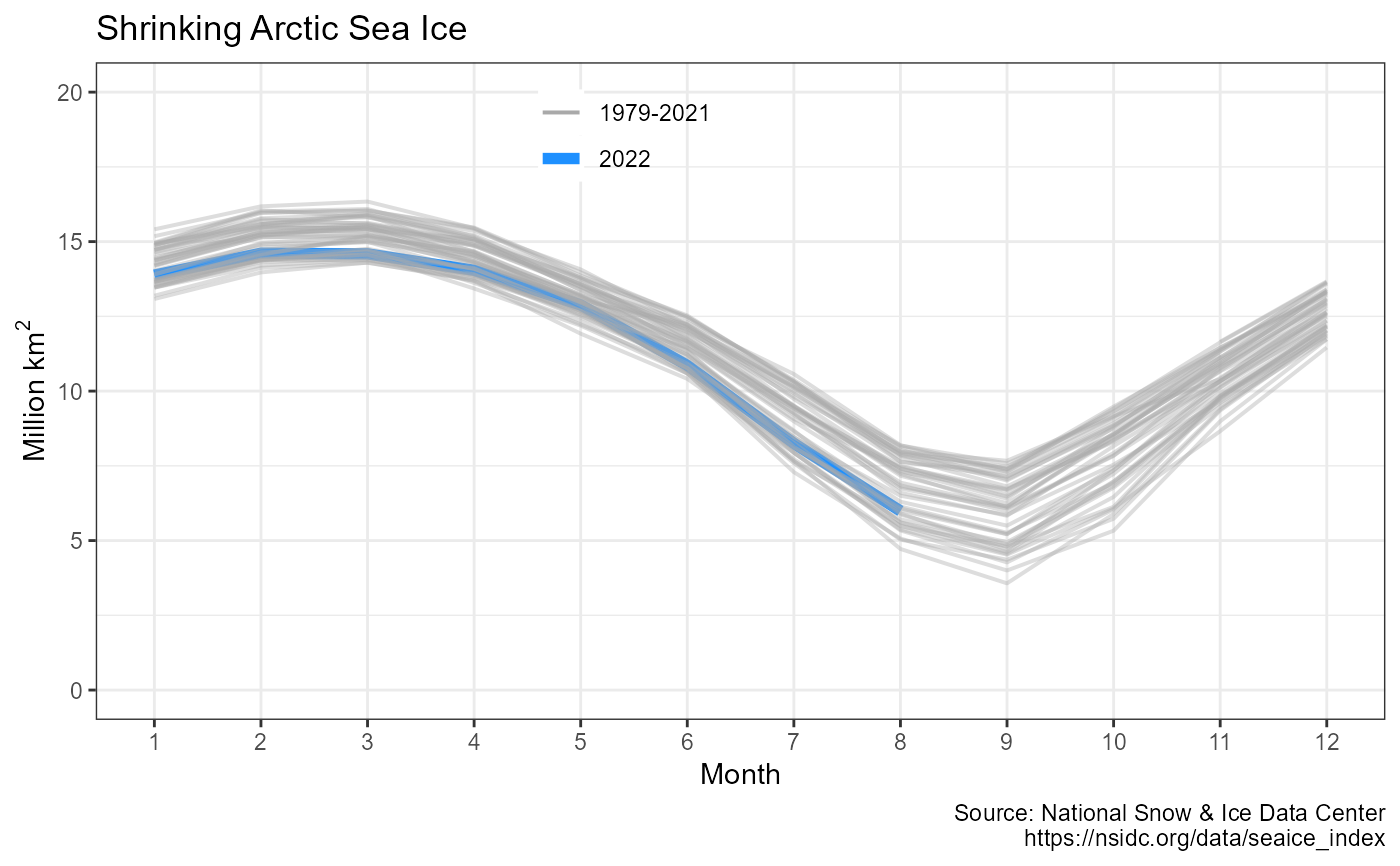 Shrinking Arctic Sea Ice
20
15
10
5
0
Million km²
1979-2021
2022
1 2 3 4 5 6 7 8 9 10 11 12
Month
Source: National Snow & Ice Data Center
https://nsidc.org/data/seaice_index